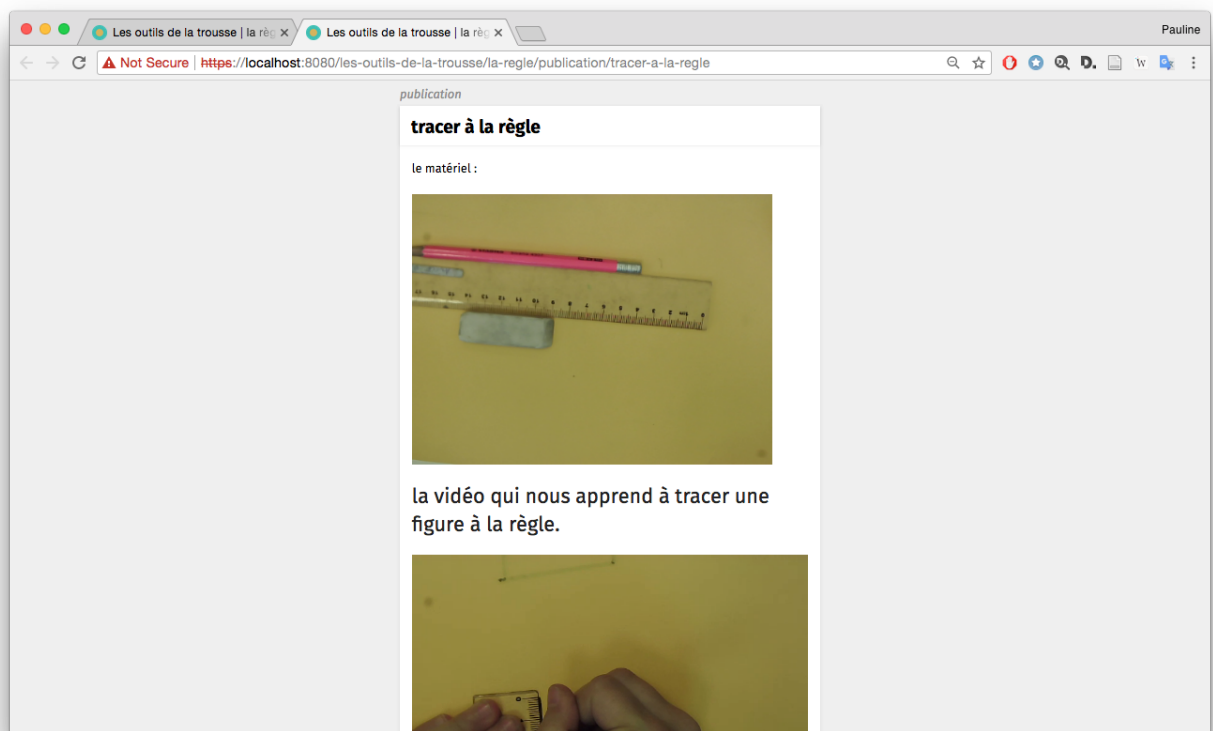 Les outils de la trousse | la règ
Les outils de la trousse | la règ
Pauline
Not Secure | https://localhost:8080/les-outils-de-la-trousse/la-regle/publication/tracer-a-la-regle
D.
W
publication
tracer à la règle
le matériel :
la vidéo qui nous apprend à tracer une
figure à la règle.